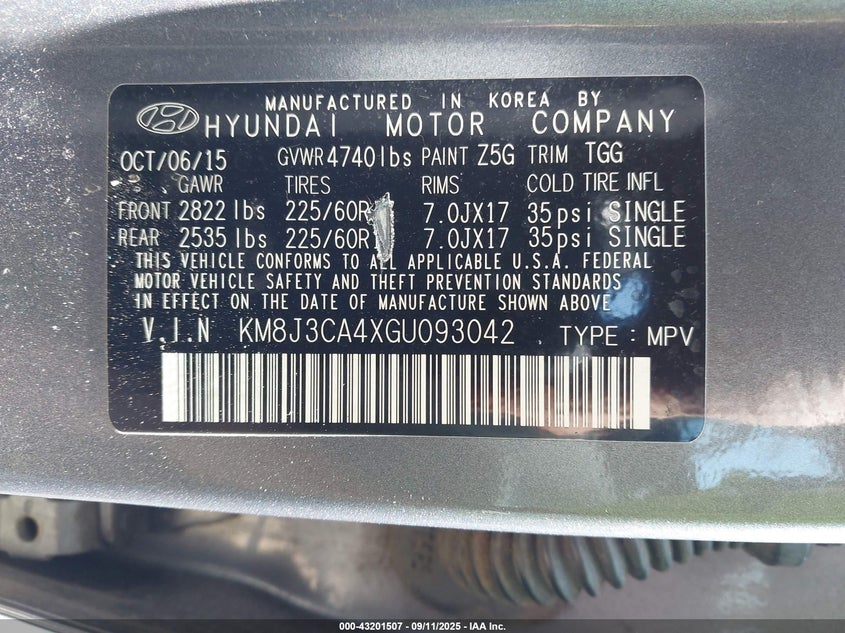 MANUFACTURED IN KOREA BY
HYUNDAI MOTOR COMPANY
OCT/06/15 GVWR 4740lbs PAINT Z5G TRIM TGG
GAWR TIRES RIMS COLD TIRE INFL
FRONT 2822 lbs 225/60R 7.0JX17 35psi SINGLE
REAR 2535 lbs 225/60R 7.0JX17 35psi SINGLE
THIS VEHICLE CONFORMS TO ALL APPLICABLE U.S.A. FEDERAL
MOTOR VEHICLE SAFETY AND THEFT PREVENTION STANDARDS
IN EFFECT ON THE DATE OF MANUFACTURE SHOWN ABOVE
V.I.N KM8J3CA4XGU093042 TYPE : MPV
000-43201507 - 09/11/2025 - IAA Inc.